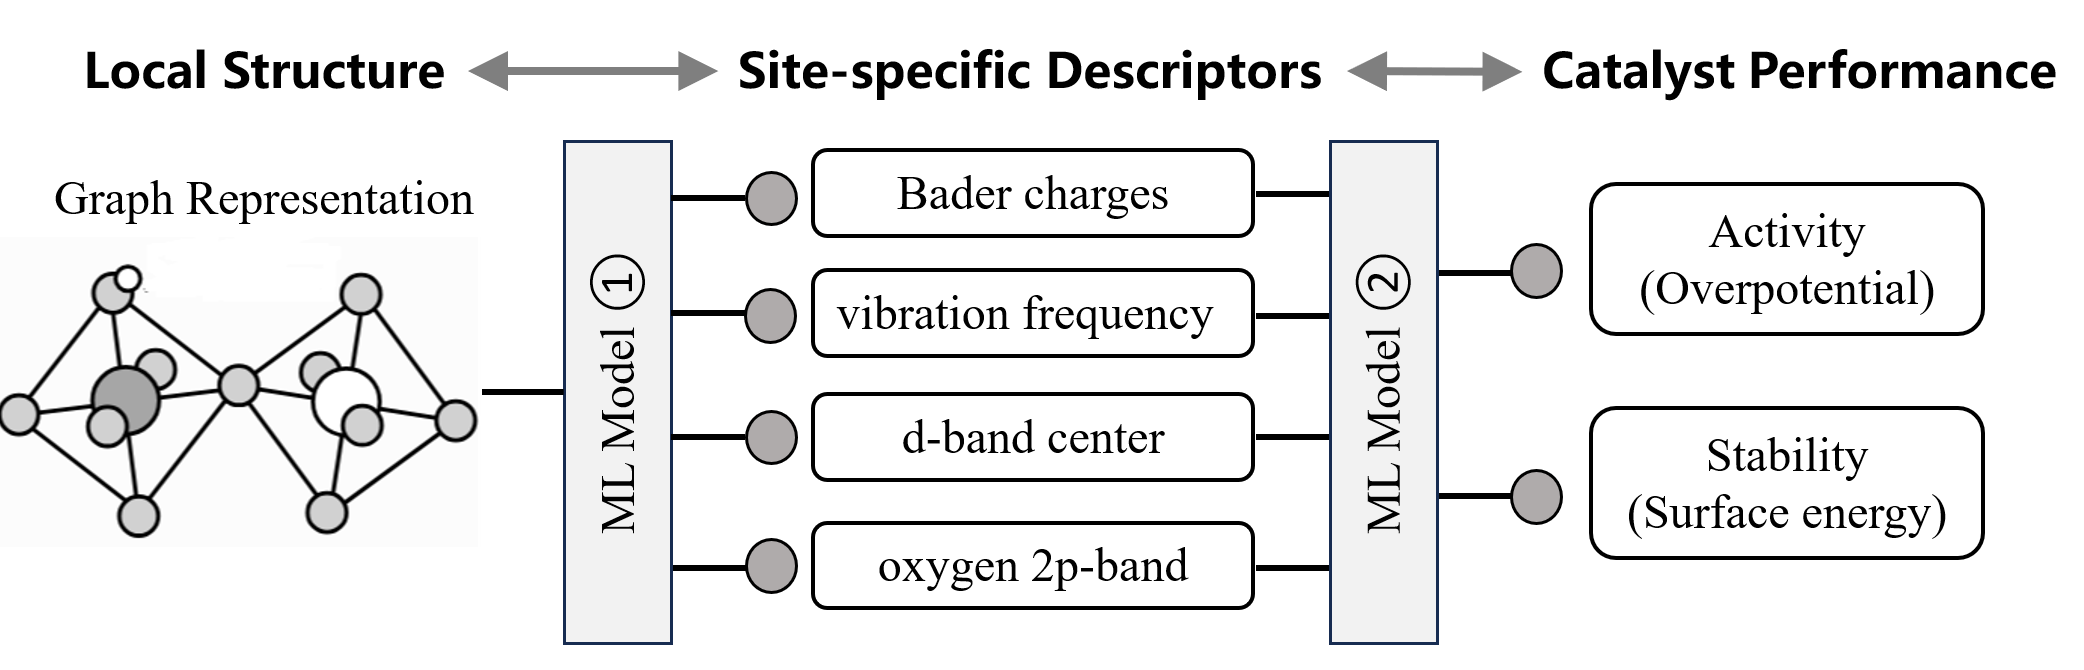 Local Structure
Site-specific Descriptors
Catalyst Performance
Graph Representation
ML Model ①
Bader charges
vibration frequency
d-band center
oxygen 2p-band
ML Model ②
Activity
(Overpotential)
Stability
(Surface energy)